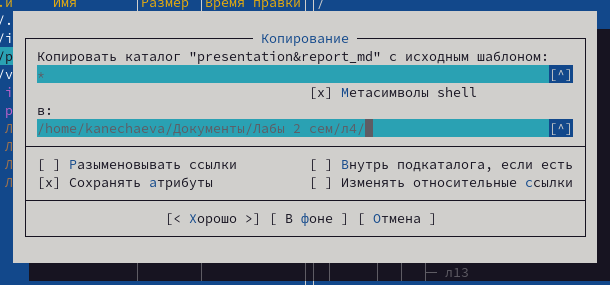 .и Имя Размер Время правки /
/.
/i
/p
/v
i
p
Л
Л
Л
Л
Копирование
Копировать каталог "presentation&report_md" с исходным шаблоном:
* [^]
[x] Метасимволы shell
в:
/home/kanechaeva/Документы/Лабы 2 сем/л4/ [^]
[ ] Разыменовывать ссылки [ ] Внутрь подкаталога, если есть
[x] Сохранять атрибуты [ ] Изменять относительные ссылки
[< Хорошо >] [ В фоне ] [ Отмена ]
л13